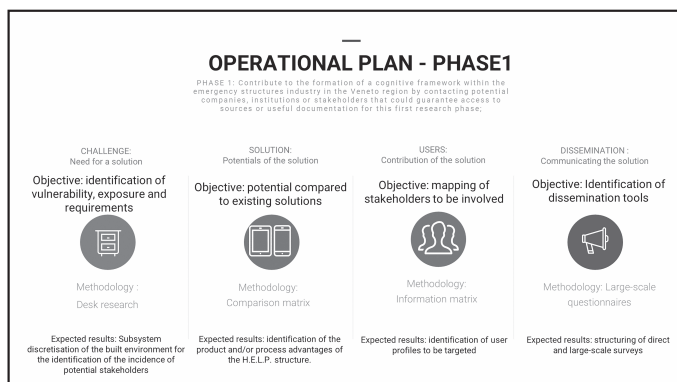 OPERATIONAL PLAN - PHASE1
PHASE 1: Contribute to the formation of a cognitive framework within the
emergency structures industry in the Veneto region by contacting potential
companies, institutions or stakeholders that could guarantee access to
sources or useful documentation for this first research phase;
CHALLENGE:
Need for a solution
Objective: identification of
vulnerability, exposure and
requirements
Methodology :
Desk research
Expected results: Subsystem
discretisation of the built environment for
the identification of the incidence of
potential stakeholders
SOLUTION:
Potentials of the solution
Objective: potential compared
to existing solutions
Methodology:
Comparison matrix
Expected results: identification of the
product and/or process advantages of
the H.E.L.P. structure.
USERS:
Contribution of the solution
Objective: mapping of
stakeholders to be involved
Methodology:
Information matrix
Expected results: identification of user
profiles to be targeted
DISSEMINATION :
Communicating the solution
Objective: Identification of
dissemination tools
Methodology: Large-scale
questionnaires
Expected results: structuring of direct
and large-scale surveys